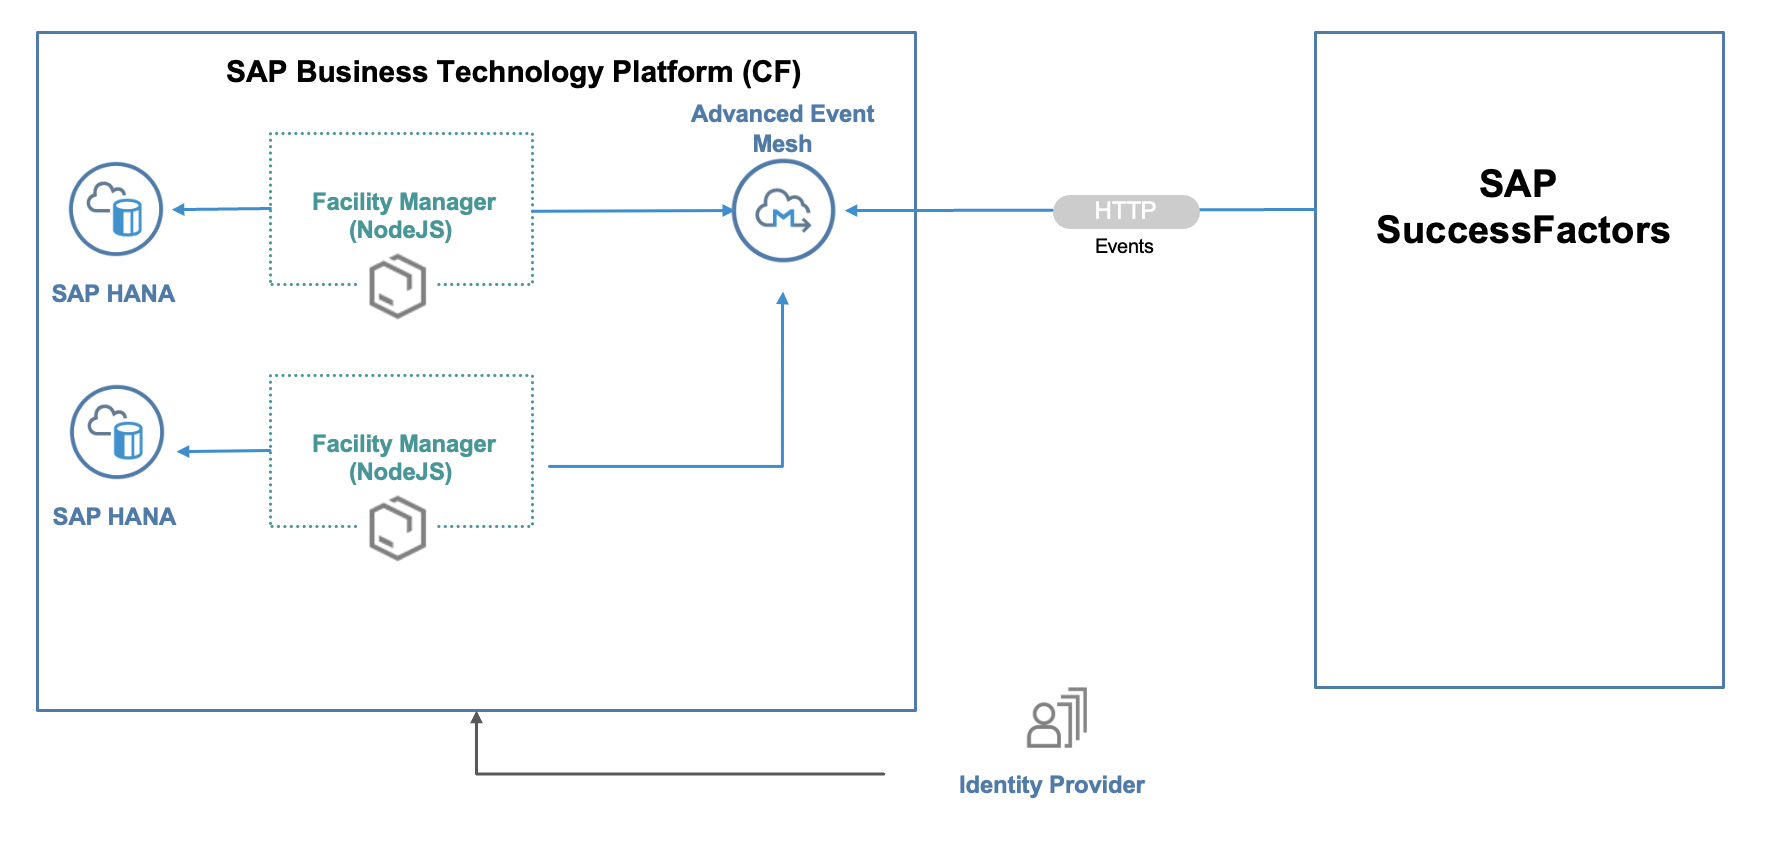 SAP Business Technology Platform (CF)
Advanced Event
Mesh
Facility Manager
(NodeJS)
SAP HANA
HTTP
Events
SAP
SuccessFactors
Facility Manager
(NodeJS)
SAP HANA
Identity Provider